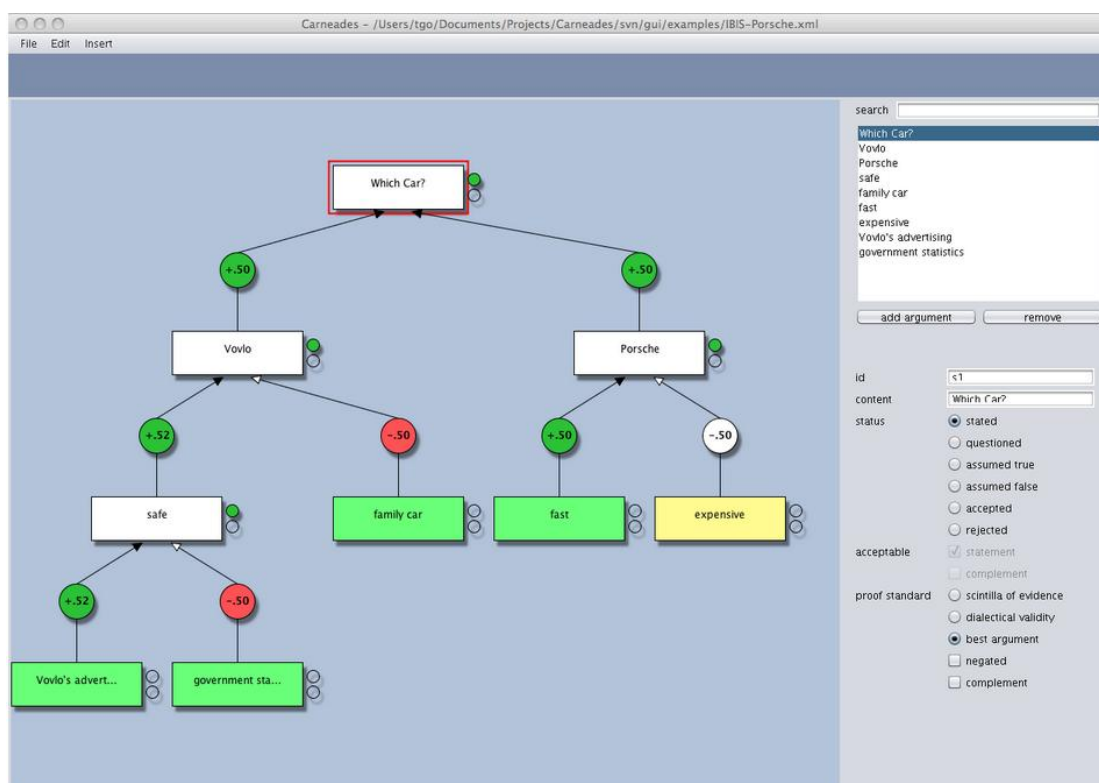 Carneades - /Users/tgo/Documents/Projects/Carneades/svn/gui/examples/IBIS-Porsche.xml
File Edit Insert
Which Car?
+.50
+.50
Vovlo
Porsche
+.52
-.50
+.50
-.50
safe
family car
fast
expensive
+.52
-.50
Vovlo's advert...
government sta...
search
Which Car?
Vovlo
Porsche
safe
family car
fast
expensive
Vovlo's advertising
government statistics
add argument remove
id s1
content Which Car?
status stated
questioned
assumed true
assumed false
accepted
rejected
acceptable statement
complement
proof standard scintilla of evidence
dialectical validity
best argument
negated
complement